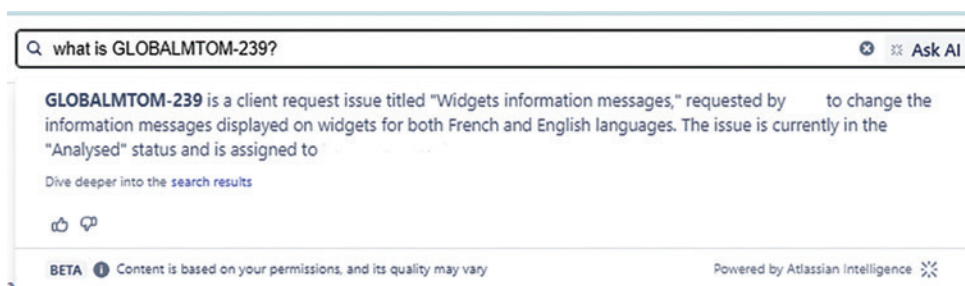 what is GLOBALMTOM-239?
Ask AI
GLOBALMTOM-239 is a client request issue titled "Widgets information messages," requested by to change the
information messages displayed on widgets for both French and English languages. The issue is currently in the
"Analysed" status and is assigned to
Dive deeper into the search results
BETA Content is based on your permissions, and its quality may vary
Powered by Atlassian Intelligence